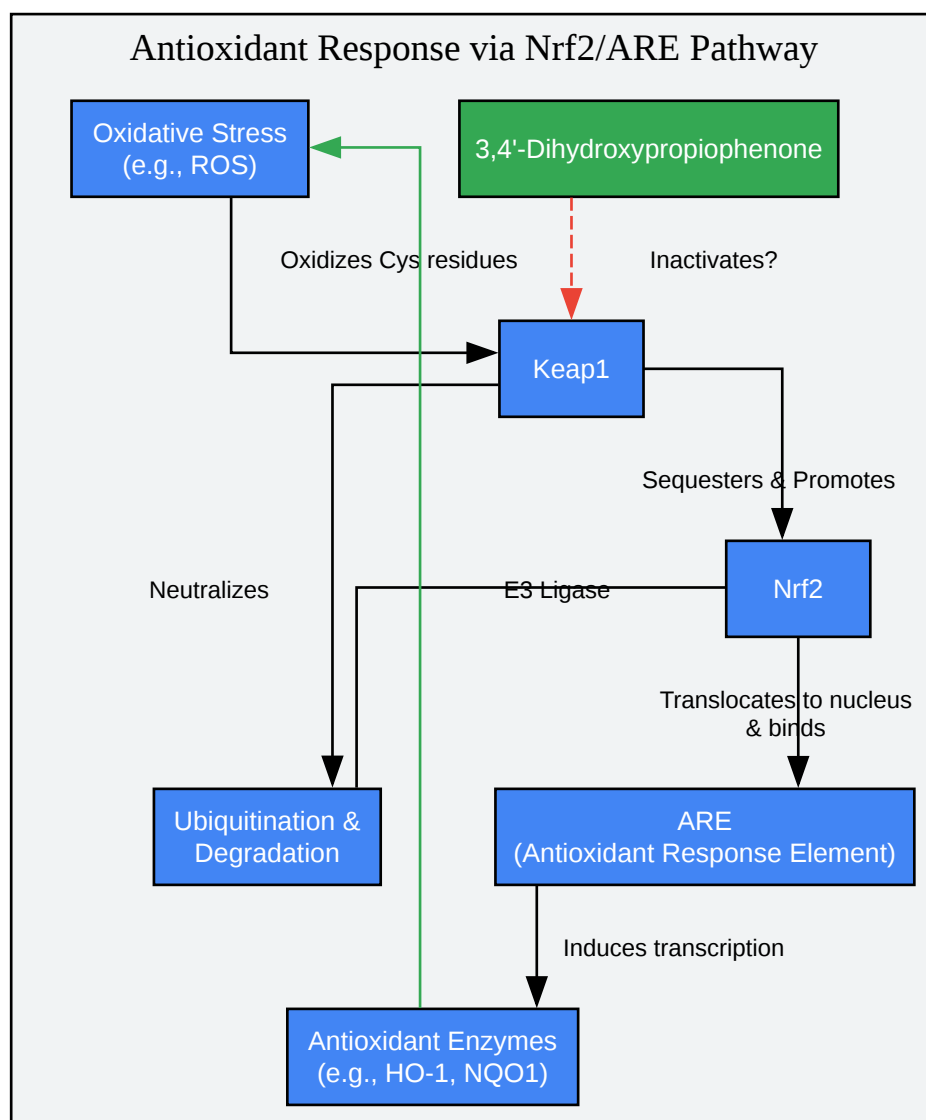 Antioxidant Response via Nrf2/ARE Pathway
Oxidative Stress
(e.g., ROS)
3,4'-Dihydroxypropiophenone
Oxidizes Cys residues
Inactivates?
Keap1
Sequesters & Promotes
Neutralizes
E3 Ligase
Nrf2
Translocates to nucleus
& binds
Ubiquitination &
Degradation
ARE
(Antioxidant Response Element)
Induces transcription
Antioxidant Enzymes
(e.g., HO-1, NQO1)